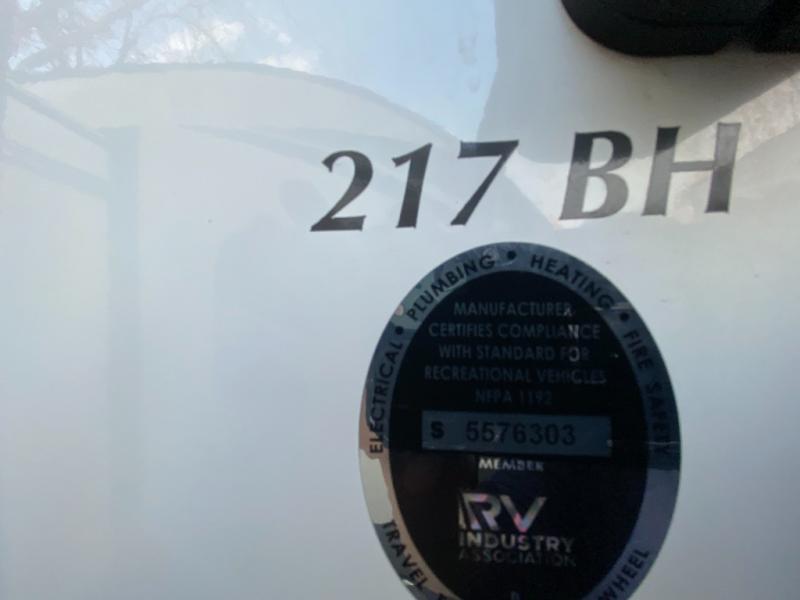 217 BH
ELECTRICAL • PLUMBING • HEATING • FIRE SAFETY
MANUFACTURER
CERTIFIES COMPLIANCE
WITH STANDARD FOR
RECREATIONAL VEHICLES
NFPA 1192
S 5576303
MEMBER
RV
INDUSTRY
ASSOCIATION
TRAVEL
WHEEL